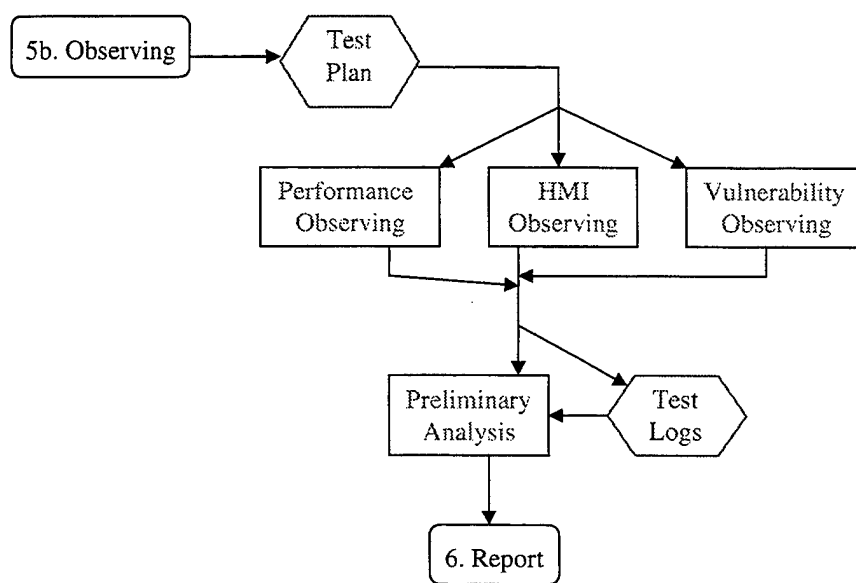 5b. Observing
Test
Plan
Performance
Observing
HMI
Observing
Vulnerability
Observing
Preliminary
Analysis
Test
Logs
6. Report